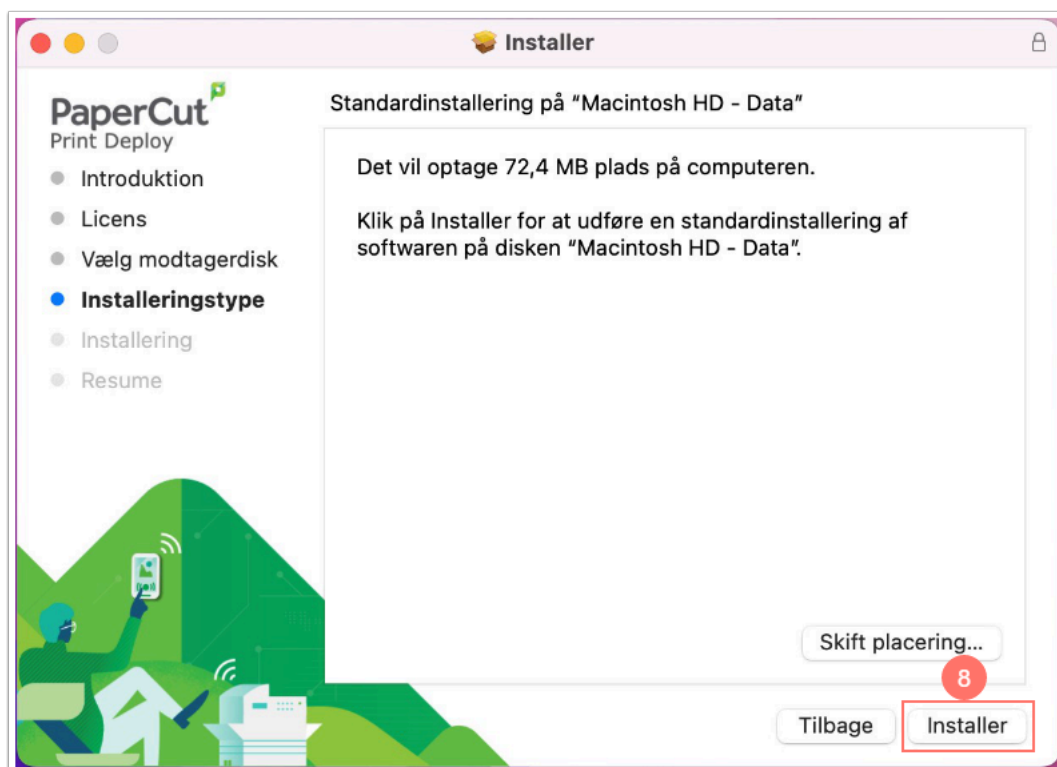 Installer
PaperCut
Print Deploy
Introduktion
Licens
Vælg modtagerdisk
Installeringstype
Installering
Resume
Standardinstallering på “Macintosh HD - Data”
Det vil optage 72,4 MB plads på computeren.
Klik på Installer for at udføre en standardinstallering af
softwaren på disken “Macintosh HD - Data”.
Skift placering...
8
Tilbage
Installer